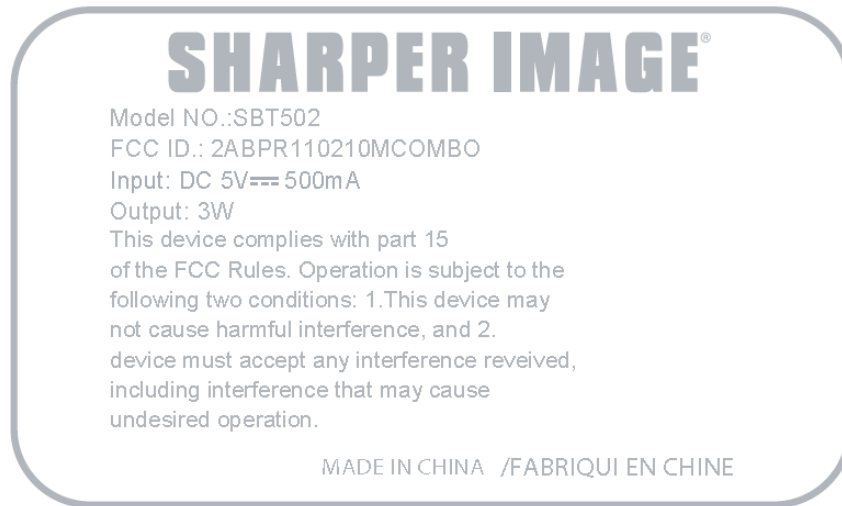 SHARPER IMAGE®
Model NO.:SBT502
FCC ID.: 2ABPR110210MCOMBO
Input: DC 5V⎓500mA
Output: 3W
This device complies with part 15
of the FCC Rules. Operation is subject to the
following two conditions: 1.This device may
not cause harmful interference, and 2.
device must accept any interference reveived,
including interference that may cause
undesired operation.
MADE IN CHINA /FABRIQUI EN CHINE